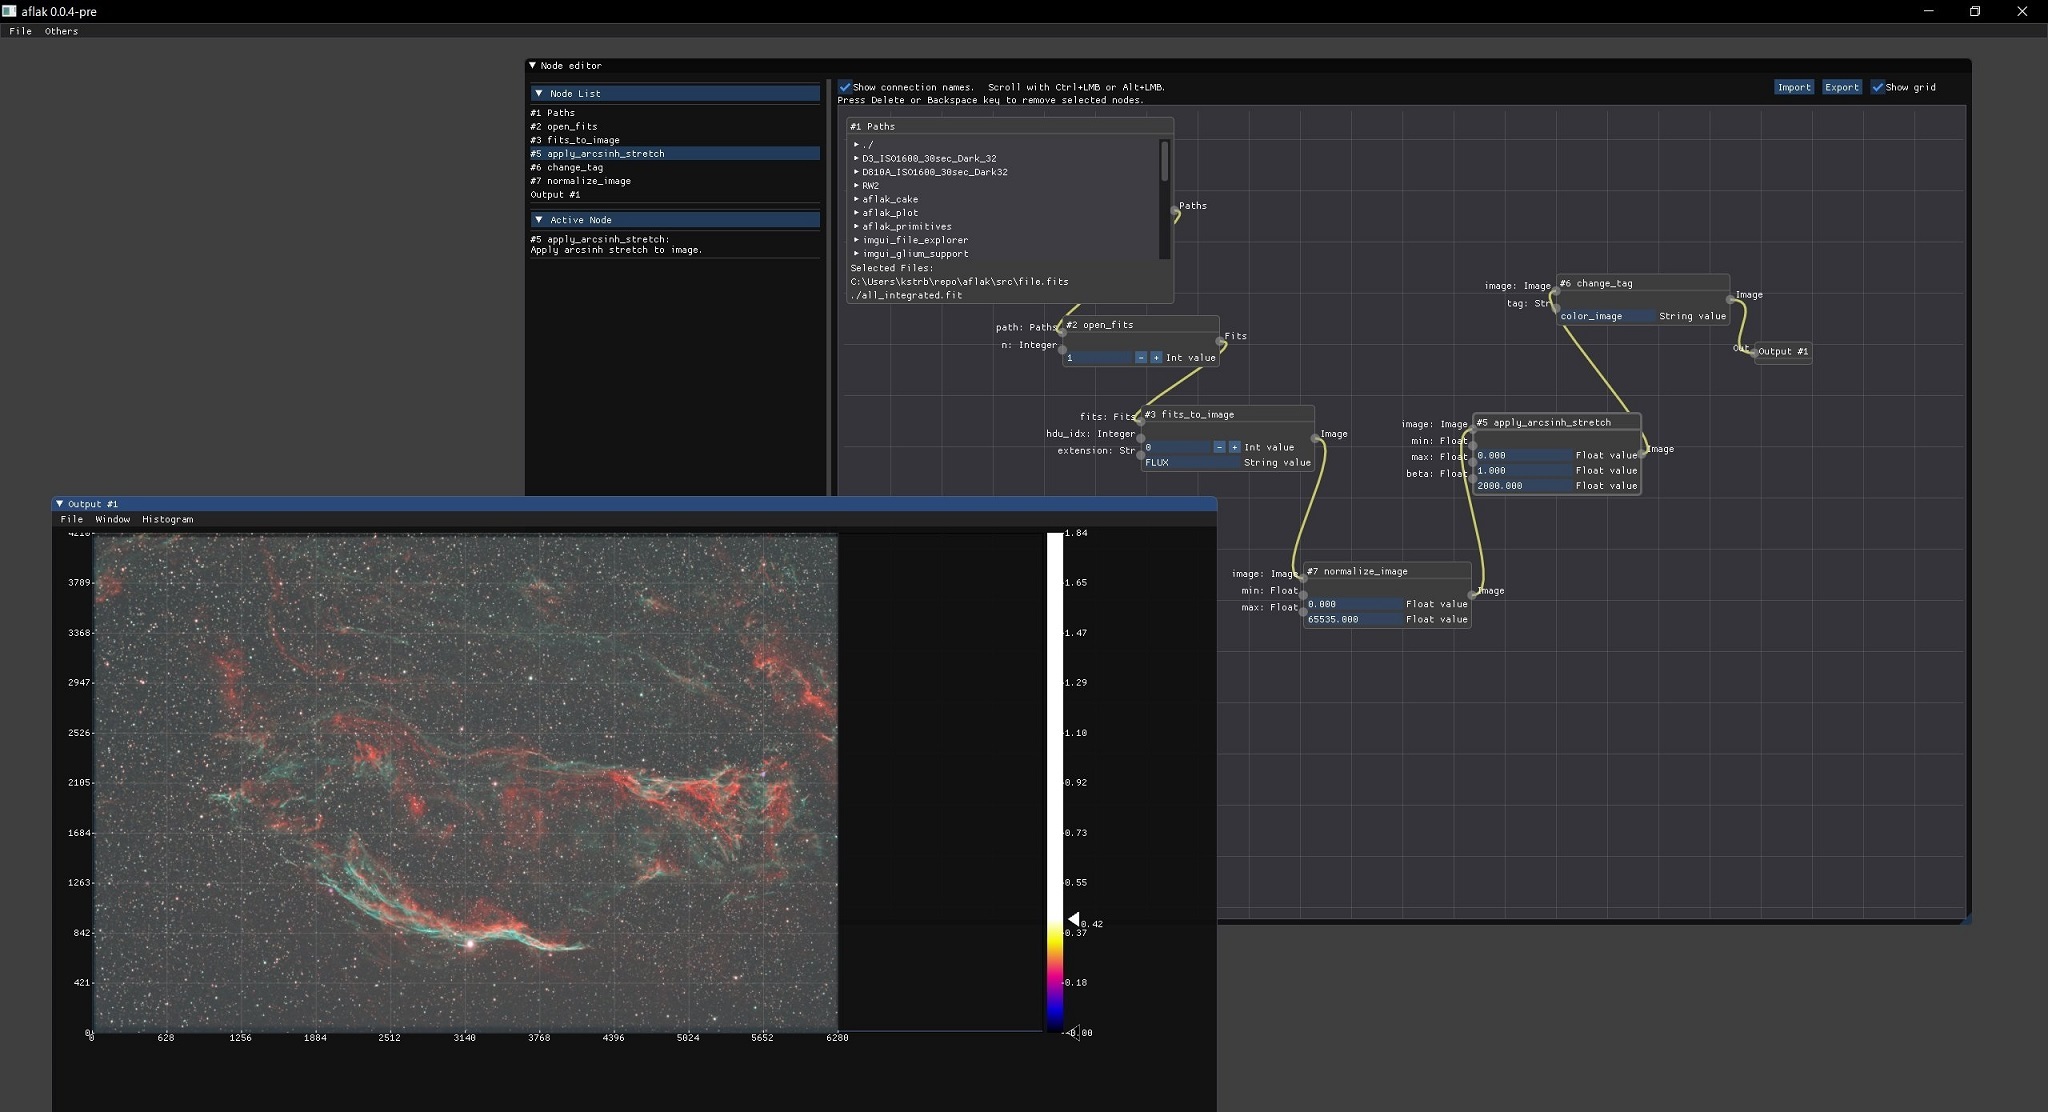 aflak 0.0.4-pre
File Others
Node editor
Node List
#1 Paths
#2 open_fits
#3 fits_to_image
#5 apply_arcsinh_stretch
#6 change_tag
#7 normalize_image
Output #1
Active Node
#5 apply_arcsinh_stretch:
Apply arcsinh stretch to image.
Show connection names. Scroll with Ctrl+LMB or Alt+LMB.
Import Export Show grid
Press Delete or Backspace key to remove selected nodes.
#1 Paths
./
D3_ISO1600_30sec_Dark_32
D810A_ISO1600_30sec_Dark32
RW2
aflak_cake
aflak_plot
aflak_primitives
imgui_file_explorer
imgui_glium_support
Selected Files:
C:\Users\kstrb\repo\aflak\src\file.fits
./all_integrated.fit
Paths
path: Paths
n: Integer
#2 open_fits
1 - + Int value
Fits
fits: Fits
hdu_idx: Integer
extension: Str
#3 fits_to_image
0 - + Int value
FLUX String value
Image
image: Image
tag: Str
#6 change_tag
color_image String value
Image
Out
Output #1
image: Image
min: Float
max: Float
beta: Float
#5 apply_arcsinh_stretch
0.000 Float value
1.000 Float value
2000.000 Float value
Image
image: Image
min: Float
max: Float
#7 normalize_image
0.000 Float value
65535.000 Float value
Image
Output #1
File Window Histogram
4210
3789
3368
2947
2526
2105
1684
1263
842
421
0
0 628 1256 1884 2512 3140 3768 4396 5024 5652 6280
1.84
1.65
1.47
1.29
1.10
0.92
0.73
0.55
0.42
0.37
0.18
-0.00